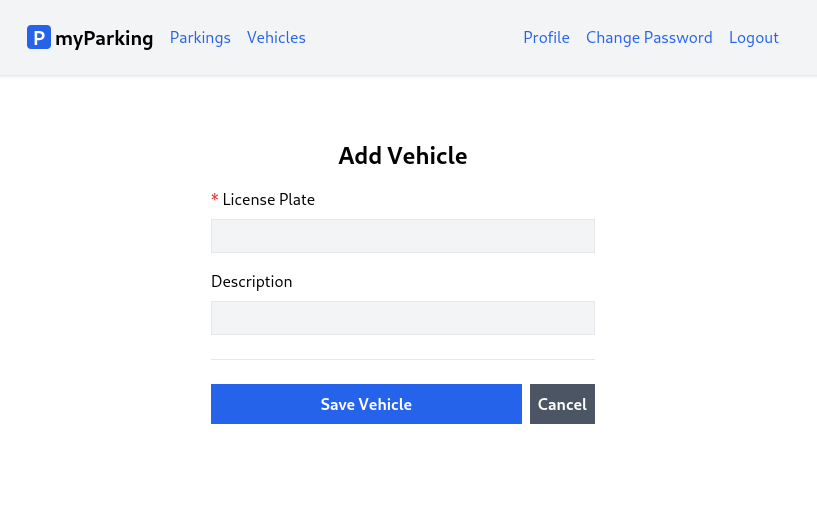 P myParking Parkings Vehicles Profile Change Password Logout
Add Vehicle
* License Plate
Description
Save Vehicle Cancel